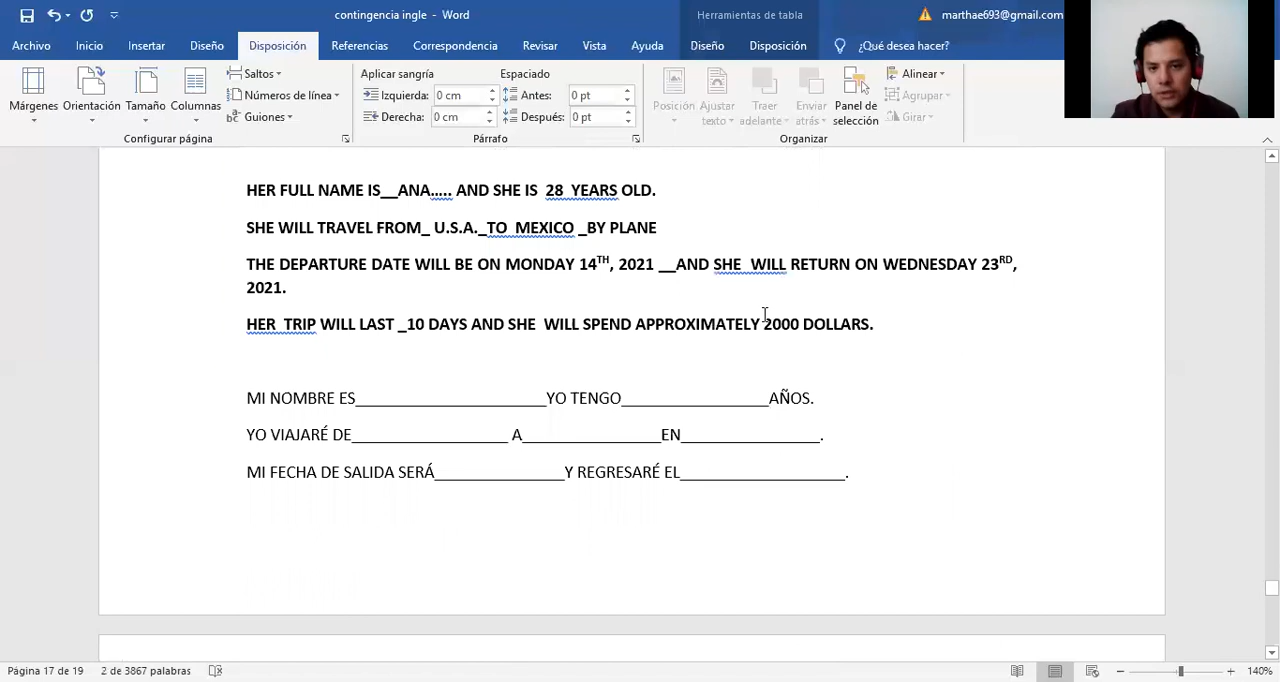 contingencia ingle - Word
Herramientas de tabla
marthae693@gmail.com
Archivo Inicio Insertar Diseño Disposición Referencias Correspondencia Revisar Vista Ayuda Diseño Disposición ¿Qué desea hacer?
Márgenes Orientación Tamaño Columnas
Saltos
Números de línea
Guiones
Configurar página
Aplicar sangría Espaciado
Izquierda: 0 cm Antes: 0 pt
Derecha: 0 cm Después: 0 pt
Párrafo
Posición Ajustar texto Traer adelante Enviar atrás Panel de selección
Alinear
Agrupar
Girar
Organizar
HER FULL NAME IS__ANA..... AND SHE IS 28 YEARS OLD.
SHE WILL TRAVEL FROM_ U.S.A._TO MEXICO _BY PLANE
THE DEPARTURE DATE WILL BE ON MONDAY 14TH, 2021 __AND SHE WILL RETURN ON WEDNESDAY 23RD,
2021.
HER TRIP WILL LAST _10 DAYS AND SHE WILL SPEND APPROXIMATELY 2000 DOLLARS.
MI NOMBRE ES______________________YO TENGO_________________AÑOS.
YO VIAJARÉ DE__________________ A________________EN________________.
MI FECHA DE SALIDA SERÁ_______________Y REGRESARÉ EL___________________.
Página 17 de 19 2 de 3867 palabras 140%